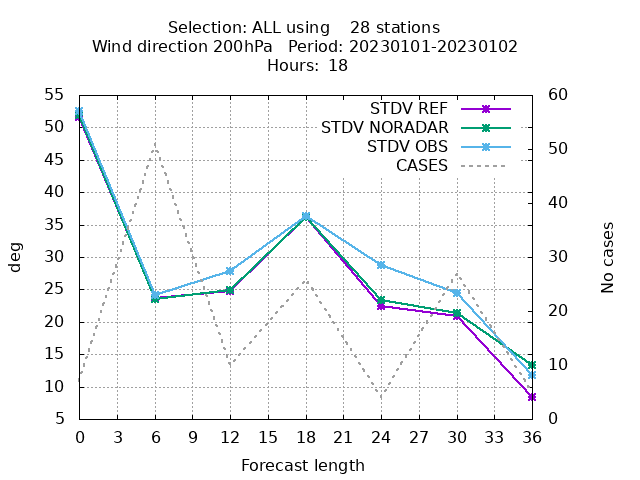 Selection: ALL using    28 stations
Wind direction 200hPa   Period: 20230101-20230102
Hours:  18
STDV REF
STDV NORADAR
STDV OBS
CASES
55
50
45
40
35
30
25
20
15
10
5
deg
60
50
40
30
20
10
0
No cases
0 3 6 9 12 15 18 21 24 27 30 33 36
Forecast length